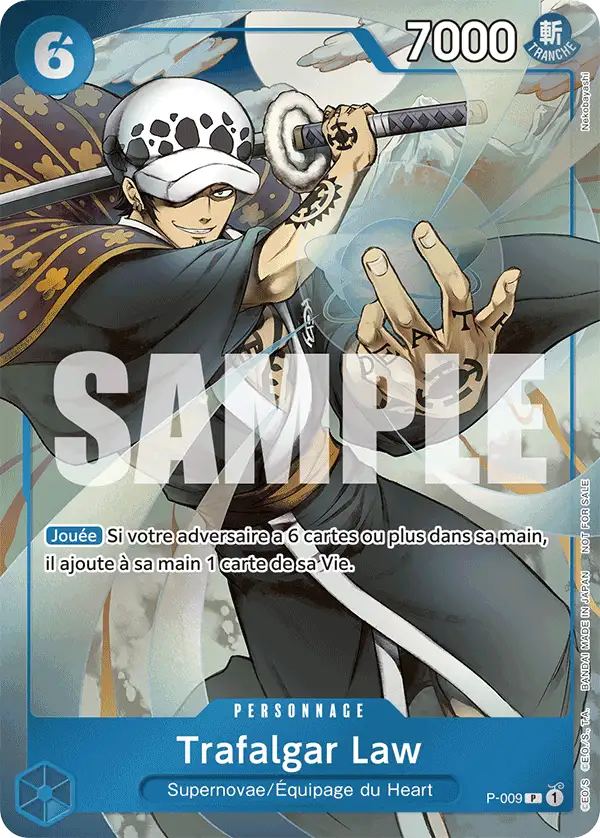 6
7000
斬
TRANCHE
Nekobayashi
DEATH
SAMPLE
Jouée Si votre adversaire a 6 cartes ou plus dans sa main,
il ajoute à sa main 1 carte de sa Vie.
©E.O/S ©E.O./S., T.A. BANDAI MADE IN JAPAN NOT FOR SALE
PERSONNAGE
Trafalgar Law
Supernovae/Équipage du Heart
P-009 P 1